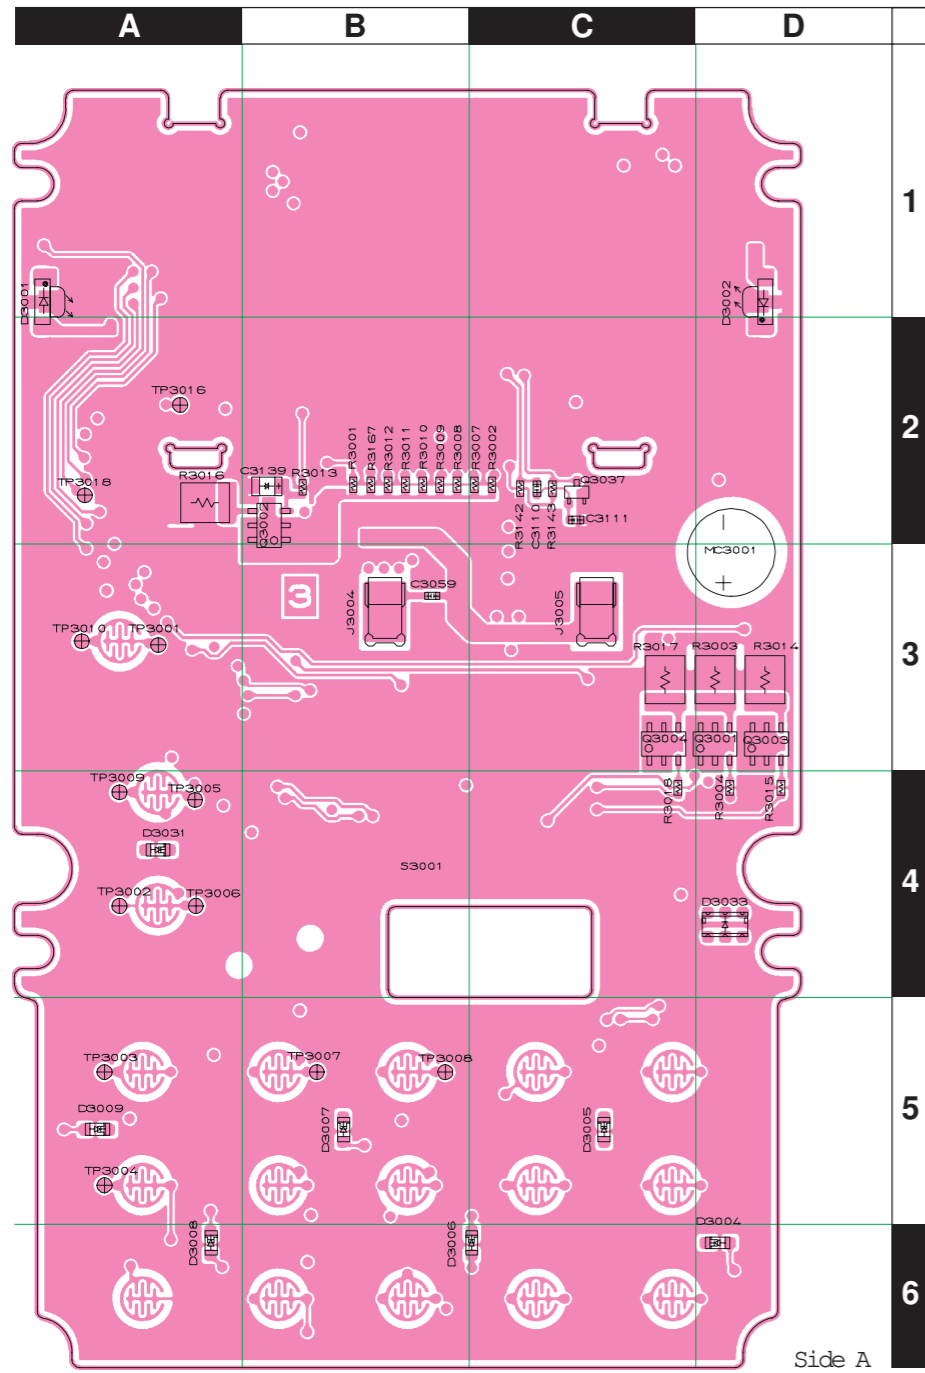 A B C D
1
D3001
D3002
TP3016
2
R3001
R3167
R3012
R3011
R3010
R3009
R3008
R3007
R3002
R3016
C3139
R3013
Q3037
TP3018
Q3002
R3142
C3110
R3143
C3111
MC3001
3
J3004
C3059
J3005
TP3010
TP3001
3
R3017
R3003
R3014
Q3004
Q3001
Q3003
TP3009
TP3005
R3018
R3004
R3015
D3031
S3001
4
TP3002
TP3006
D3033
TP3003
TP3007
TP3008
D3009
D3007
D3005
5
TP3004
D3008
D3006
D3004
6
Side A